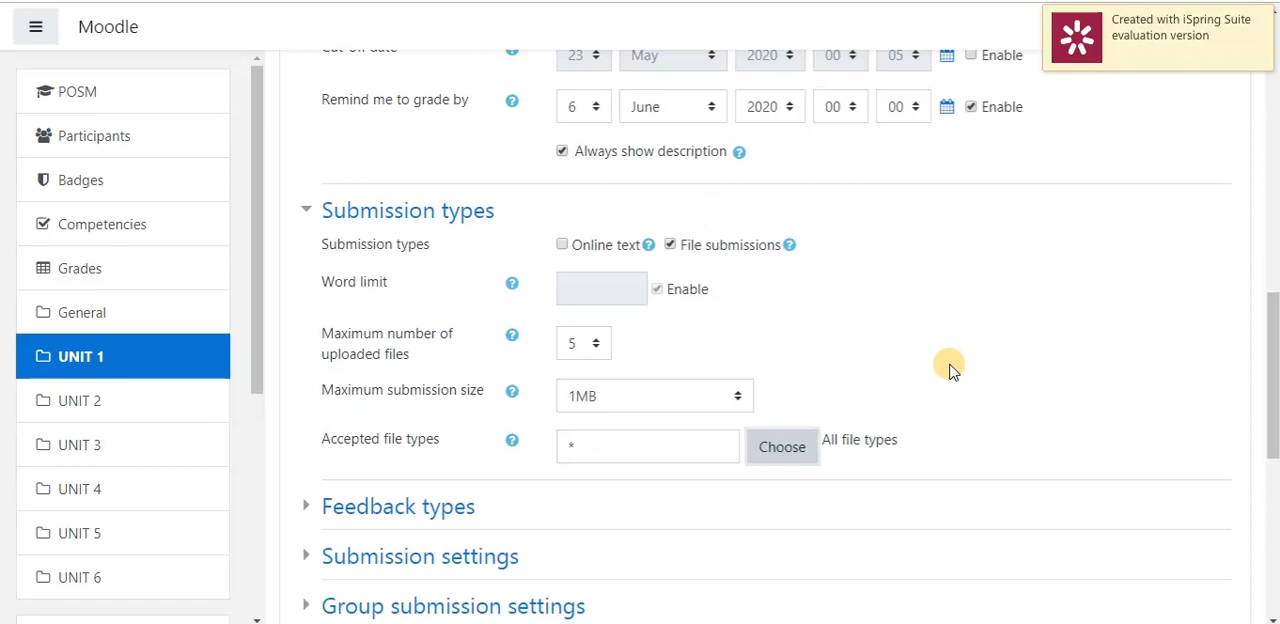 Moodle
Created with iSpring Suite
evaluation version
POSM
Participants
Badges
Competencies
Grades
General
UNIT 1
UNIT 2
UNIT 3
UNIT 4
UNIT 5
UNIT 6
Cut-off date 23 May 2020 00 05 Enable
Remind me to grade by 6 June 2020 00 00 Enable
Always show description
Submission types
Submission types Online text File submissions
Word limit Enable
Maximum number of
uploaded files 5
Maximum submission size 1MB
Accepted file types * Choose All file types
Feedback types
Submission settings
Group submission settings